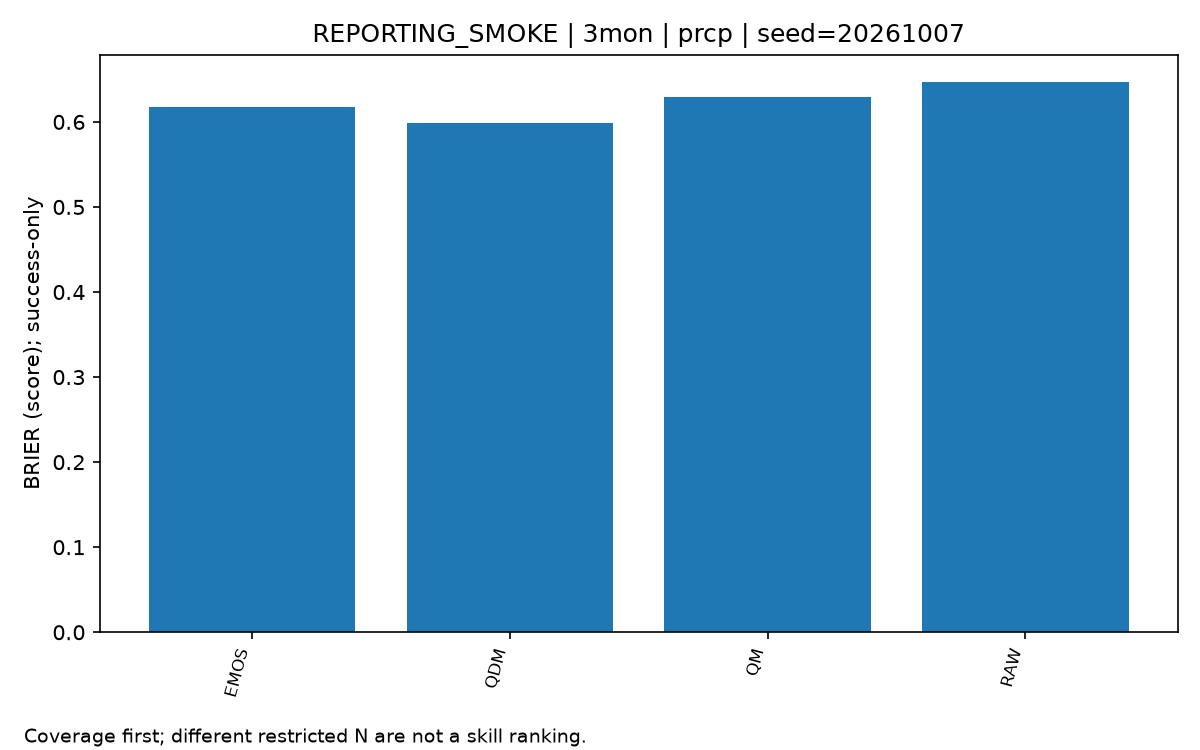 REPORTING_SMOKE | 3mon | prcp | seed=20261007
BRIER (score); success-only
0.6
0.5
0.4
0.3
0.2
0.1
0.0
EMOS
QDM
QM
RAW
Coverage first; different restricted N are not a skill ranking.